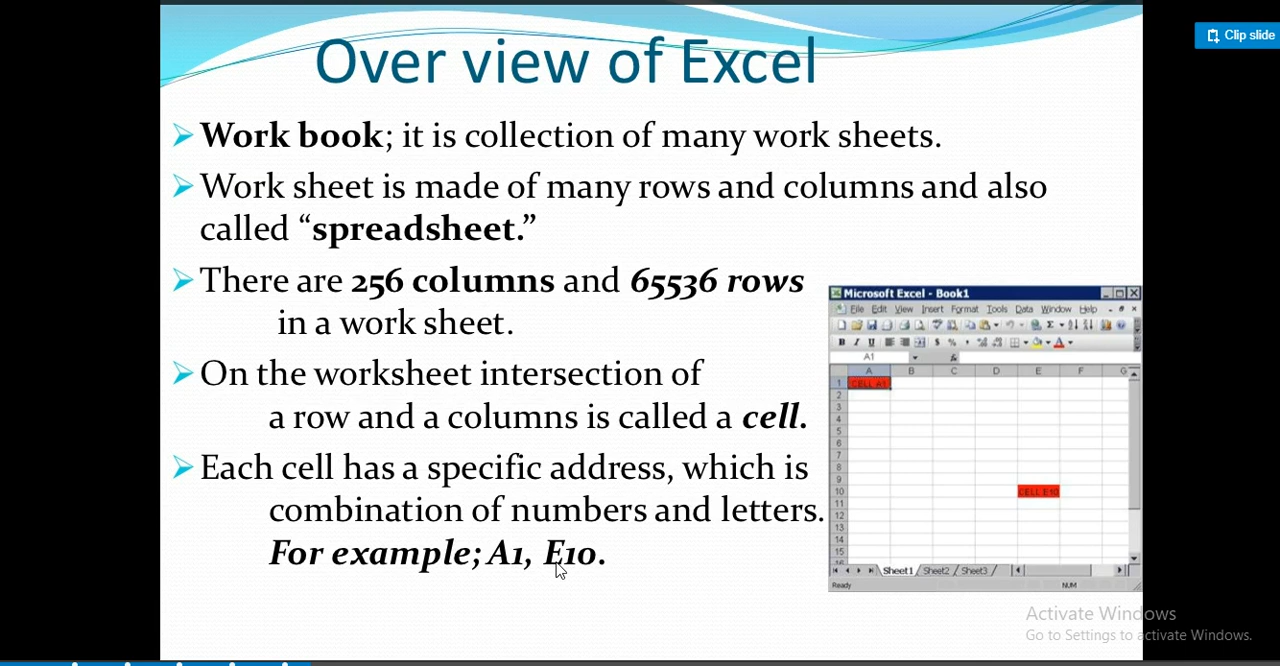 Clip slide
Over view of Excel
Work book; it is collection of many work sheets.
Work sheet is made of many rows and columns and also
called “spreadsheet.”
There are 256 columns and 65536 rows
in a work sheet.
On the worksheet intersection of
a row and a columns is called a cell.
Each cell has a specific address, which is
combination of numbers and letters.
For example; A1, E10.
Microsoft Excel - Book1
File Edit View Insert Format Tools Data Window Help
B I U $ %
A1 fx
A B C D E F G
1 CELL A1
2
3
4
5
6
7
8
9
10 CELL E10
11
12
13
14
15
Sheet1 Sheet2 Sheet3
Ready NUM
Activate Windows
Go to Settings to activate Windows.